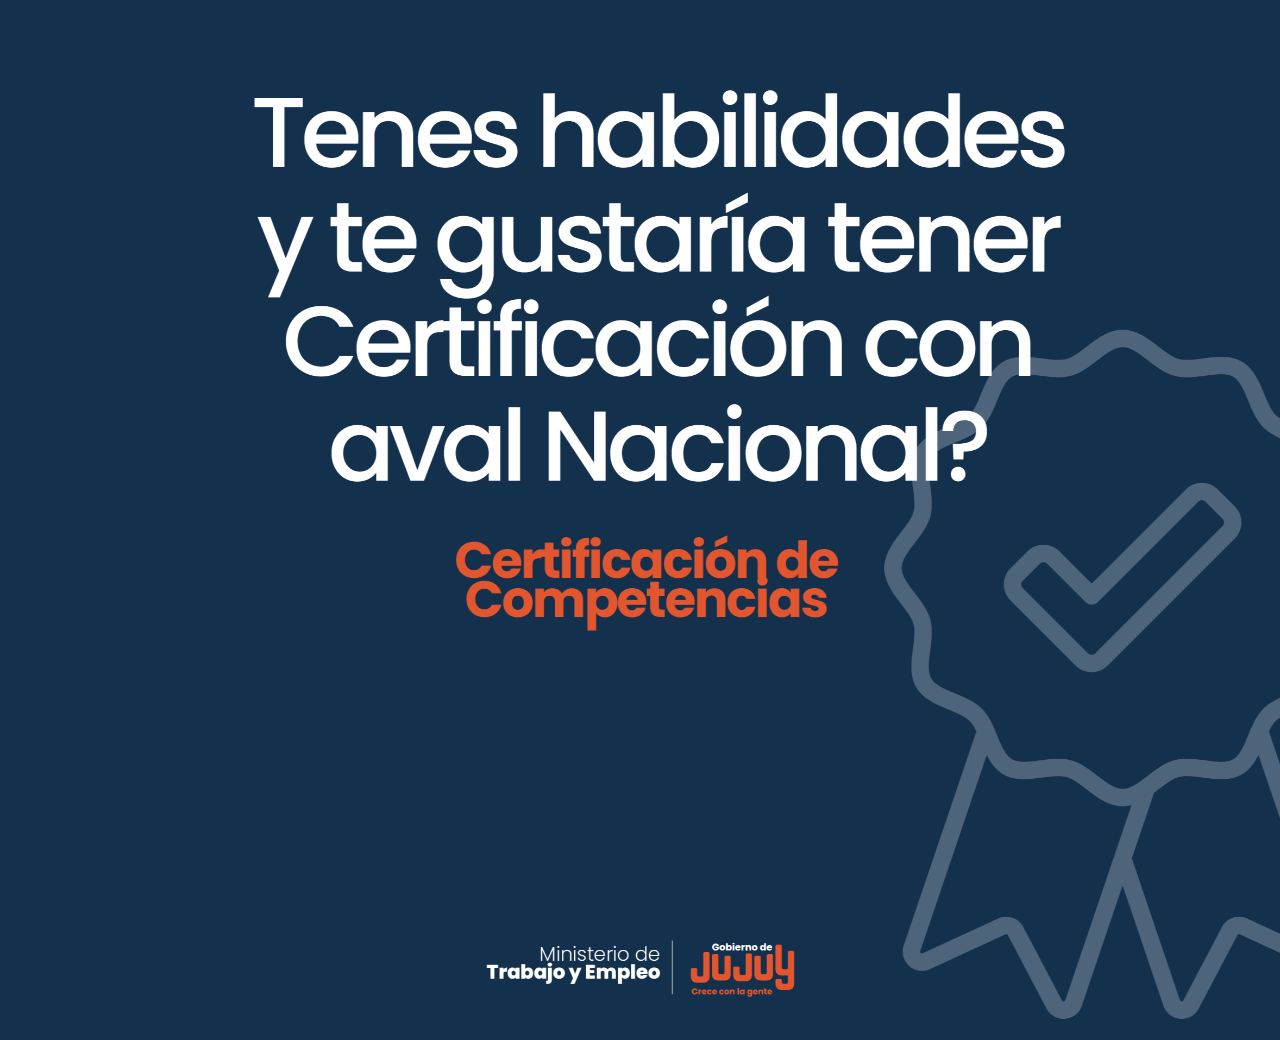 Tenes habilidades
y te gustaría tener
Certificación con
aval Nacional?
Certificación de
Competencias
Ministerio de
Trabajo y Empleo
Gobierno de
Jujuy
Crece con la gente